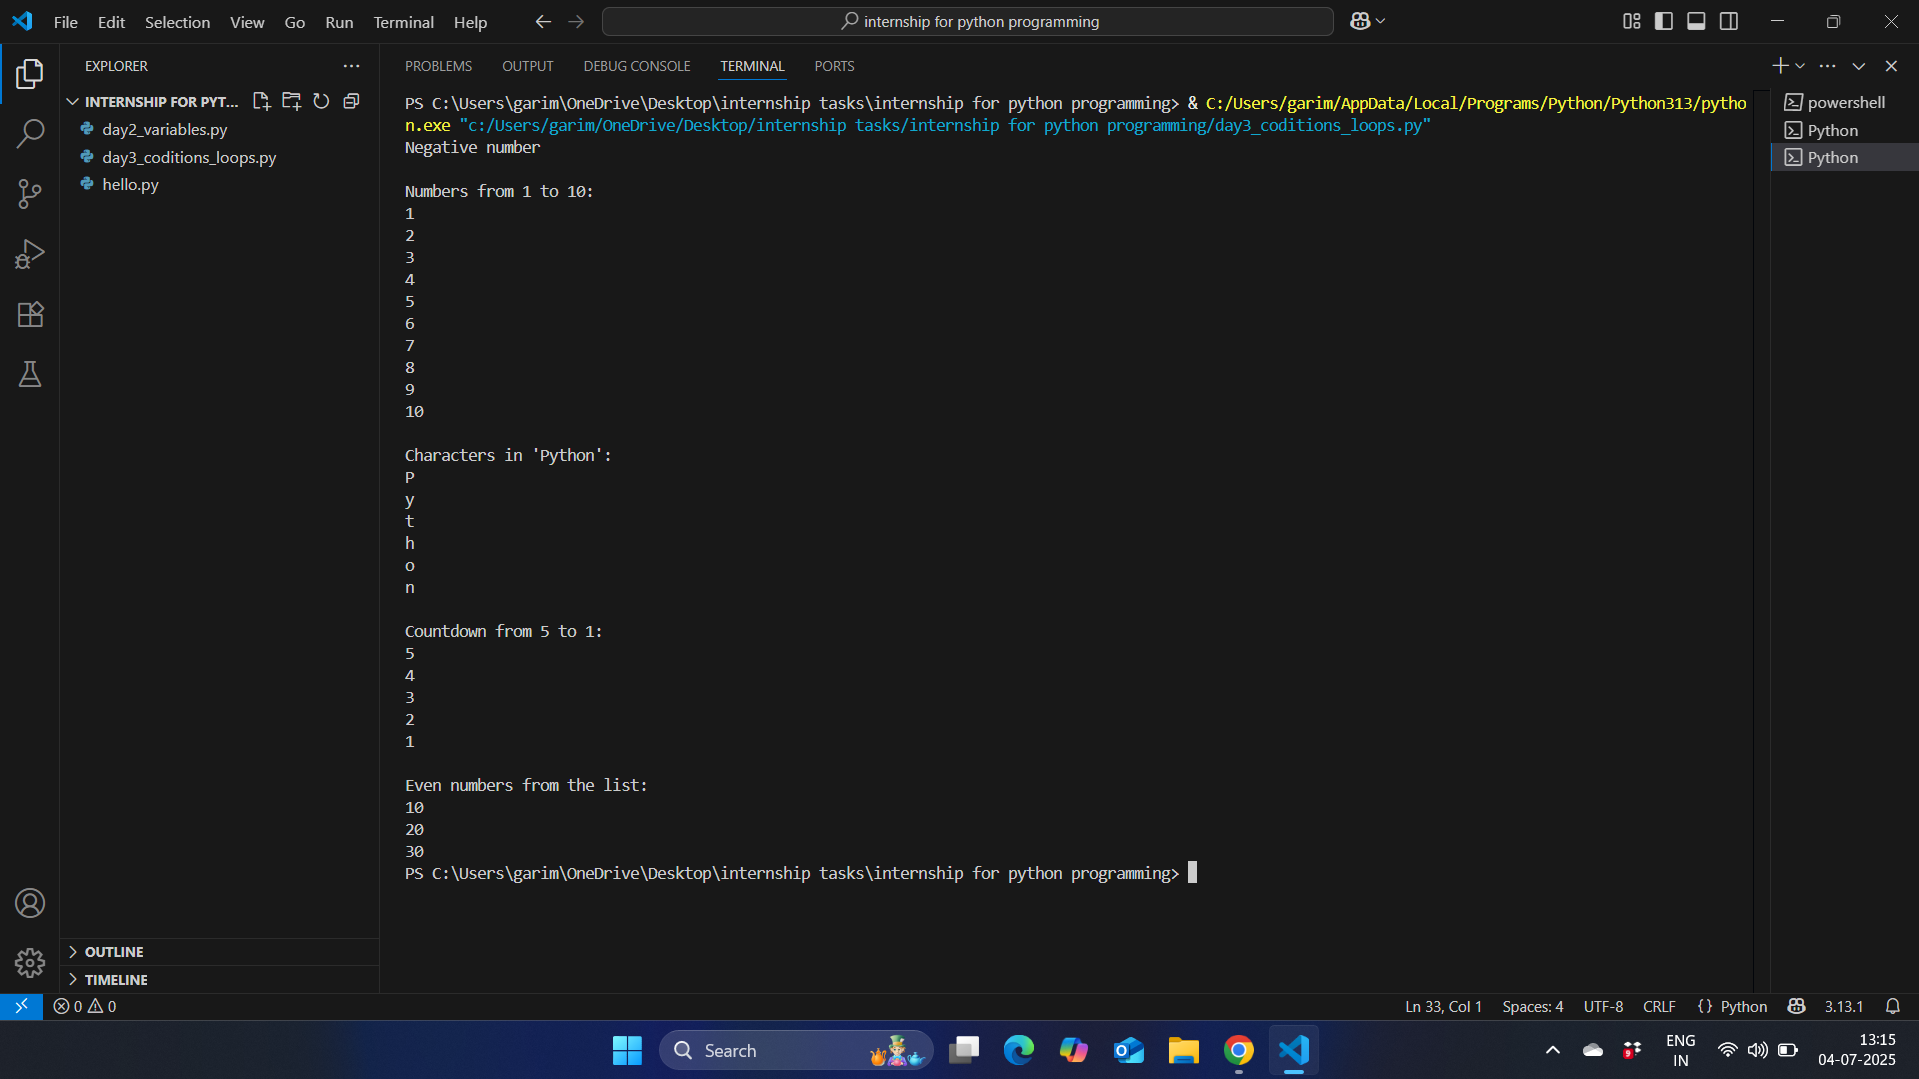 File Edit Selection View Go Run Terminal Help
internship for python programming
EXPLORER
INTERNSHIP FOR PYT...
day2_variables.py
day3_coditions_loops.py
hello.py
OUTLINE
TIMELINE
PROBLEMS OUTPUT DEBUG CONSOLE TERMINAL PORTS
PS C:\Users\garim\OneDrive\Desktop\internship tasks\internship for python programming> & C:/Users/garim/AppData/Local/Programs/Python/Python313/pytho
n.exe "c:/Users/garim/OneDrive/Desktop/internship tasks/internship for python programming/day3_coditions_loops.py"
Negative number
Numbers from 1 to 10:
1
2
3
4
5
6
7
8
9
10
Characters in 'Python':
P
y
t
h
o
n
Countdown from 5 to 1:
5
4
3
2
1
Even numbers from the list:
10
20
30
PS C:\Users\garim\OneDrive\Desktop\internship tasks\internship for python programming>
powershell
Python
Python
0 0
Ln 33, Col 1 Spaces: 4 UTF-8 CRLF {} Python 3.13.1
Search
9
ENG
IN
13:15
04-07-2025